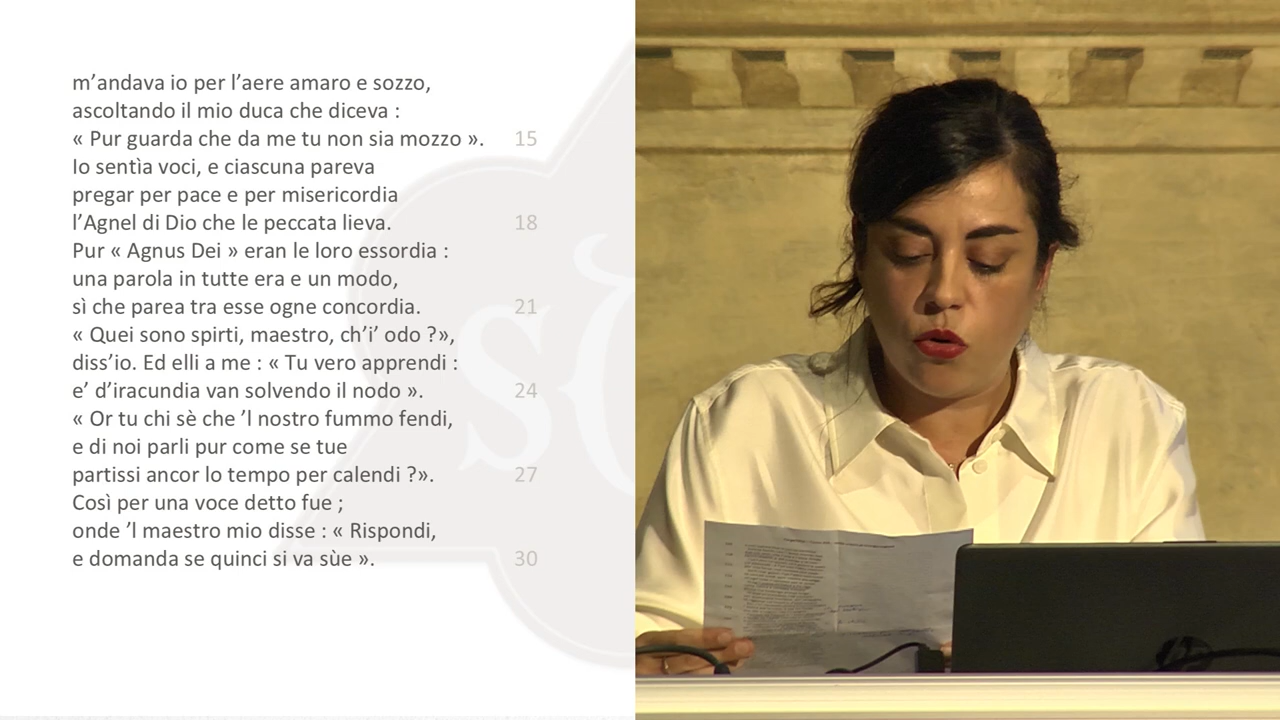 m’andava io per l’aere amaro e sozzo,
ascoltando il mio duca che diceva :
« Pur guarda che da me tu non sia mozzo ». 15
Io sentìa voci, e ciascuna pareva
pregar per pace e per misericordia
l’Agnel di Dio che le peccata lieva. 18
Pur « Agnus Dei » eran le loro essordia :
una parola in tutte era e un modo,
sì che parea tra esse ogne concordia. 21
« Quei sono spirti, maestro, ch’i’ odo ?»,
diss’io. Ed elli a me : « Tu vero apprendi :
e’ d’iracundia van solvendo il nodo ». 24
« Or tu chi sè che ’l nostro fummo fendi,
e di noi parli pur come se tue
partissi ancor lo tempo per calendi ?». 27
Così per una voce detto fue ;
onde ’l maestro mio disse : « Rispondi,
e domanda se quinci si va sùe ». 30